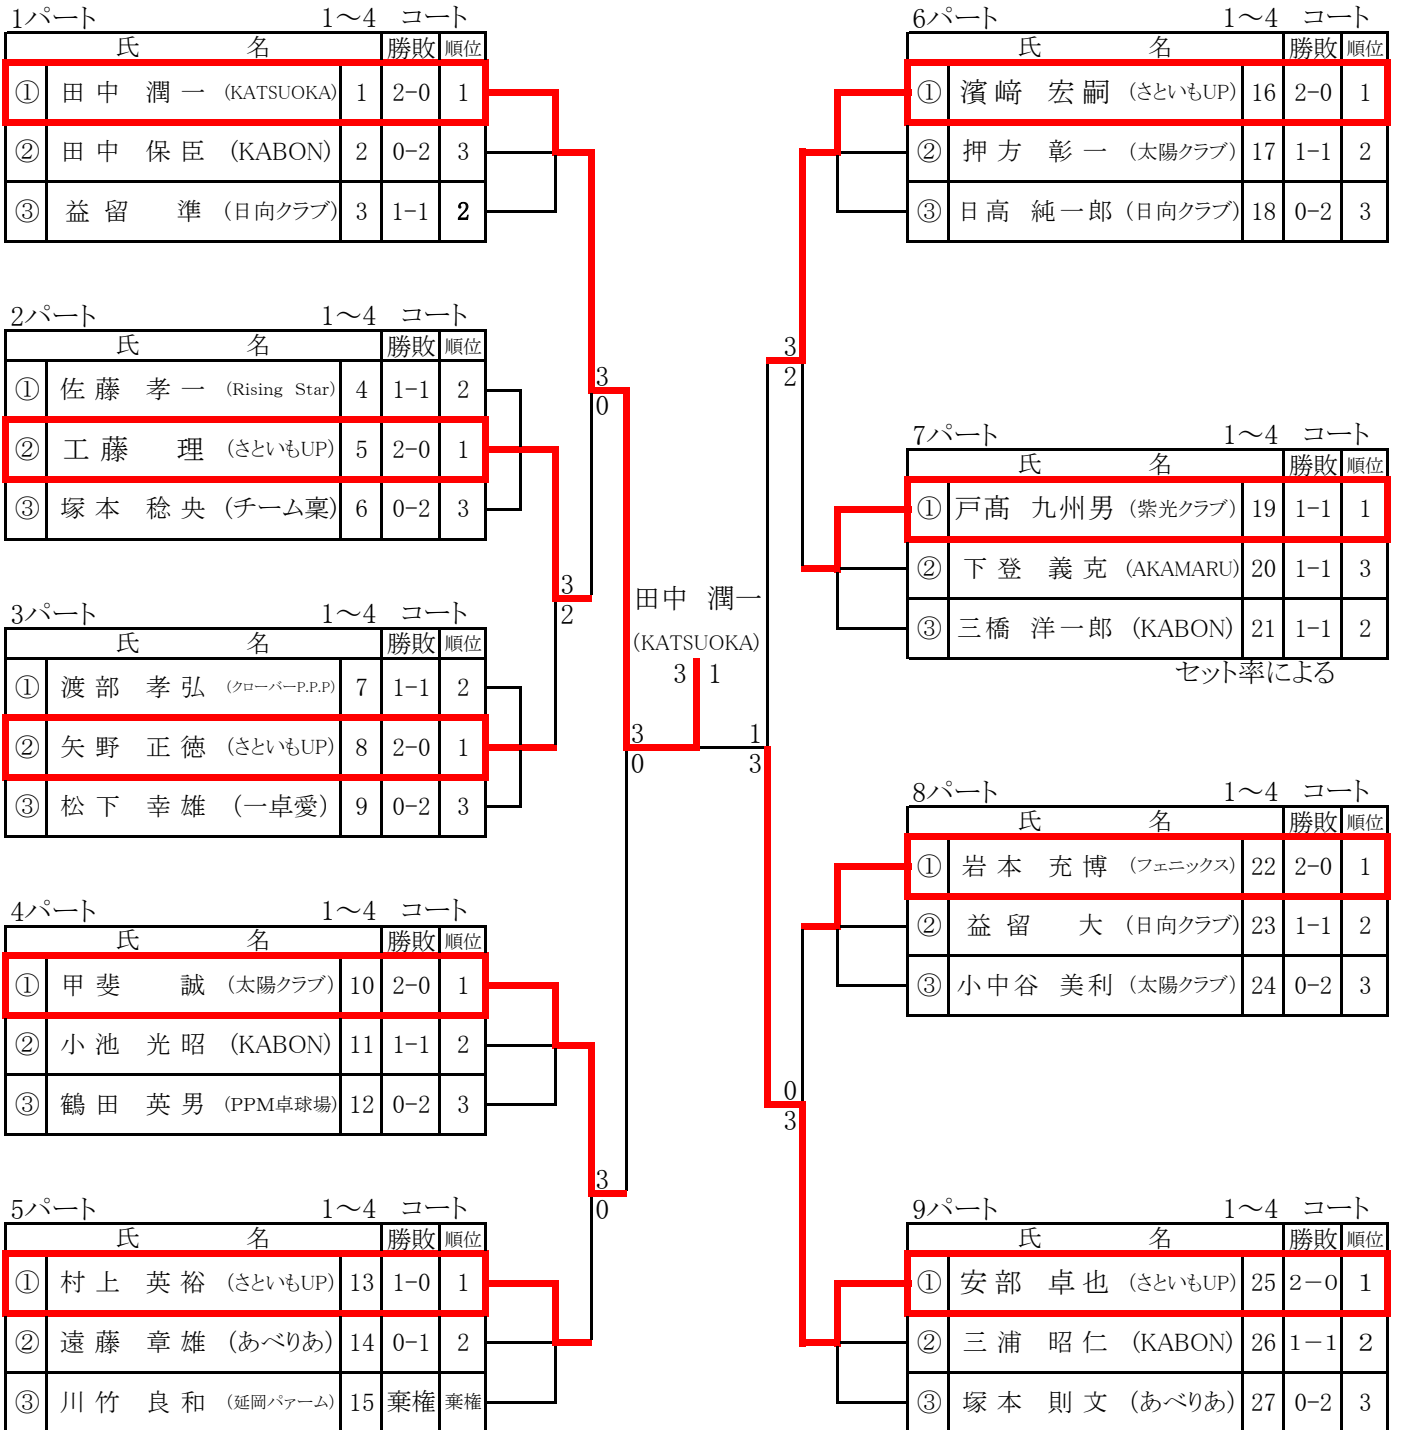 1パート 1～4 コート
氏 名 勝敗 順位
① 田中 潤一 (KATSUOKA) 1 2-0 1
② 田中 保臣 (KABON) 2 0-2 3
③ 益留 準 (日向クラブ) 3 1-1 2
2パート 1～4 コート
氏 名 勝敗 順位
① 佐藤 孝一 (Rising Star) 4 1-1 2
② 工藤 理 (さといもUP) 5 2-0 1
③ 塚本 稔央 (チーム稟) 6 0-2 3
3パート 1～4 コート
氏 名 勝敗 順位
① 渡部 孝弘 (クローバーP.P.P) 7 1-1 2
② 矢野 正徳 (さといもUP) 8 2-0 1
③ 松下 幸雄 (一卓愛) 9 0-2 3
4パート 1～4 コート
氏 名 勝敗 順位
① 甲斐 誠 (太陽クラブ) 10 2-0 1
② 小池 光昭 (KABON) 11 1-1 2
③ 鶴田 英男 (PPM卓球場) 12 0-2 3
5パート 1～4 コート
氏 名 勝敗 順位
① 村上 英裕 (さといもUP) 13 1-0 1
② 遠藤 章雄 (あべりあ) 14 0-1 2
③ 川竹 良和 (延岡パァーム) 15 棄権 棄権
3
0
3
2
3
0
3
0
田中 潤一
(KATSUOKA)
3 1
1
3
3
2
0
3
6パート 1～4 コート
氏 名 勝敗 順位
① 濱﨑 宏嗣 (さといもUP) 16 2-0 1
② 押方 彰一 (太陽クラブ) 17 1-1 2
③ 日高 純一郎 (日向クラブ) 18 0-2 3
7パート 1～4 コート
氏 名 勝敗 順位
① 戸髙 九州男 (紫光クラブ) 19 1-1 1
② 下登 義克 (AKAMARU) 20 1-1 3
③ 三橋 洋一郎 (KABON) 21 1-1 2
セット率による
8パート 1～4 コート
氏 名 勝敗 順位
① 岩本 充博 (フェニックス) 22 2-0 1
② 益留 大 (日向クラブ) 23 1-1 2
③ 小中谷 美利 (太陽クラブ) 24 0-2 3
9パート 1～4 コート
氏 名 勝敗 順位
① 安部 卓也 (さといもUP) 25 2-0 1
② 三浦 昭仁 (KABON) 26 1-1 2
③ 塚本 則文 (あべりあ) 27 0-2 3